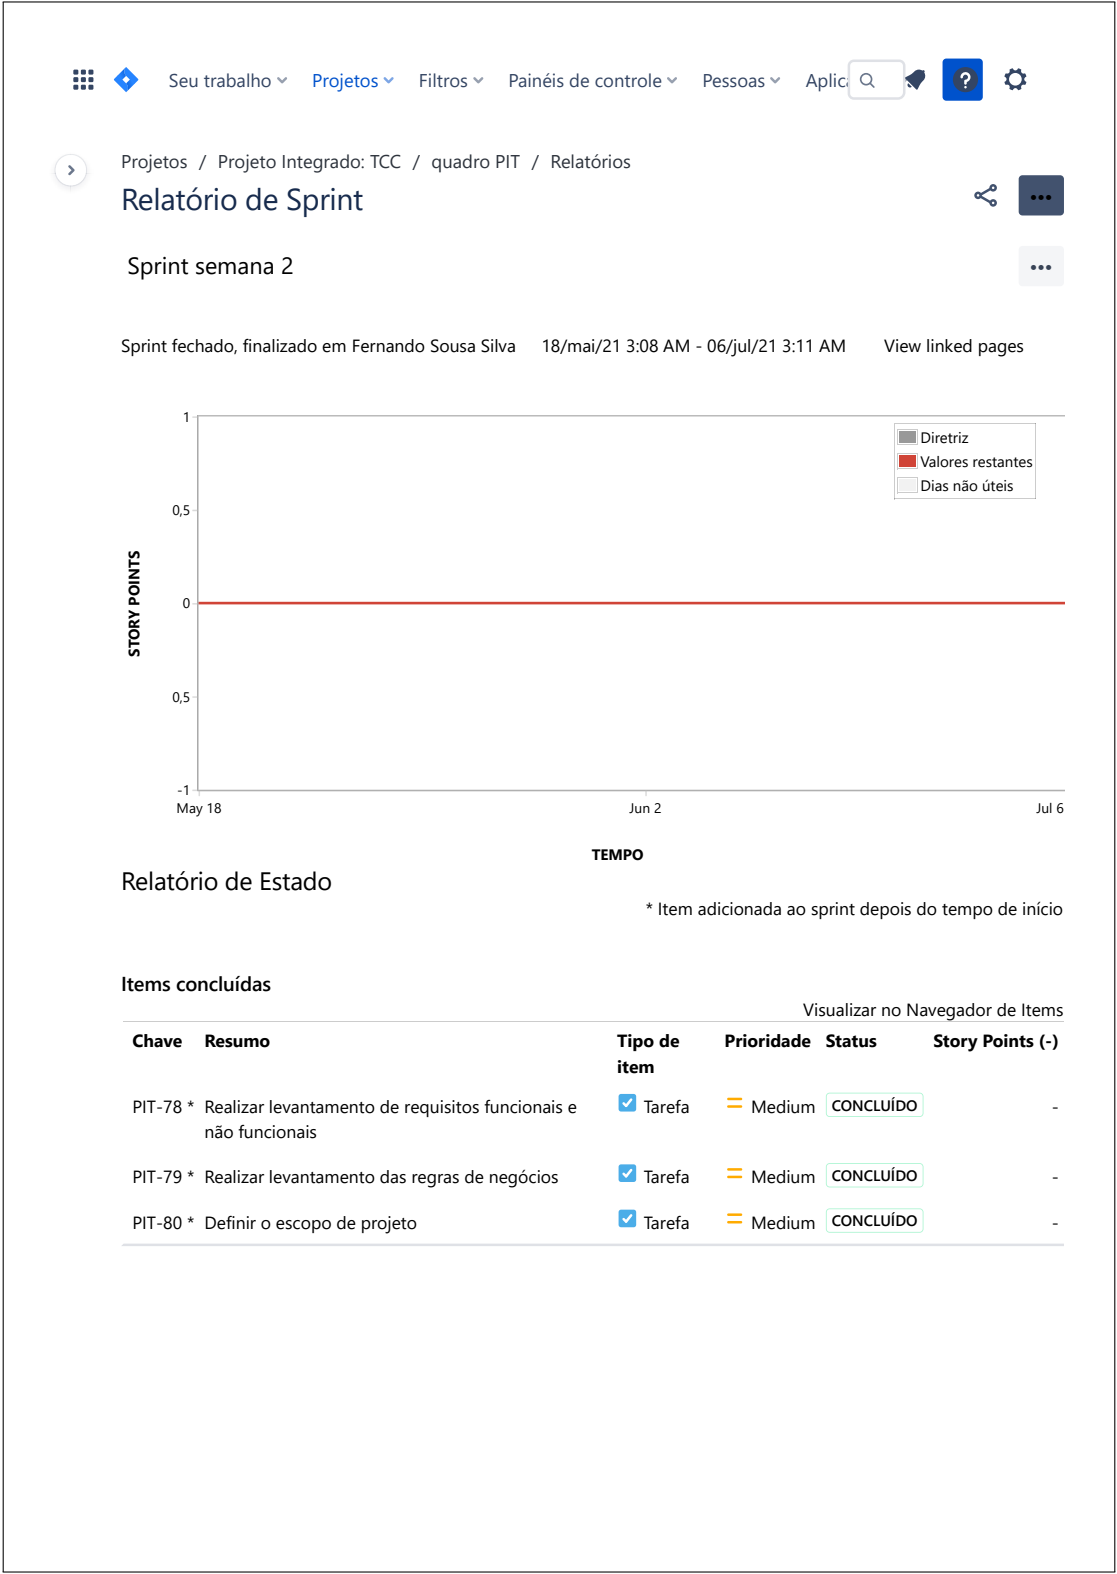 Seu trabalho Projetos Filtros Painéis de controle Pessoas Aplica
Projetos / Projeto Integrado: TCC / quadro PIT / Relatórios
Relatório de Sprint
Sprint semana 2
Sprint fechado, finalizado em Fernando Sousa Silva 18/mai/21 3:08 AM - 06/jul/21 3:11 AM View linked pages
1
Diretriz
Valores restantes
Dias não úteis
0,5
STORY POINTS
0
0,5
-1
May 18 Jun 2 Jul 6
TEMPO
Relatório de Estado
* Item adicionada ao sprint depois do tempo de início
Items concluídas
Visualizar no Navegador de Items
Chave Resumo Tipo de item Prioridade Status Story Points (-)
PIT-78 * Realizar levantamento de requisitos funcionais e Tarefa Medium CONCLUÍDO -
não funcionais
PIT-79 * Realizar levantamento das regras de negócios Tarefa Medium CONCLUÍDO -
PIT-80 * Definir o escopo de projeto Tarefa Medium CONCLUÍDO -